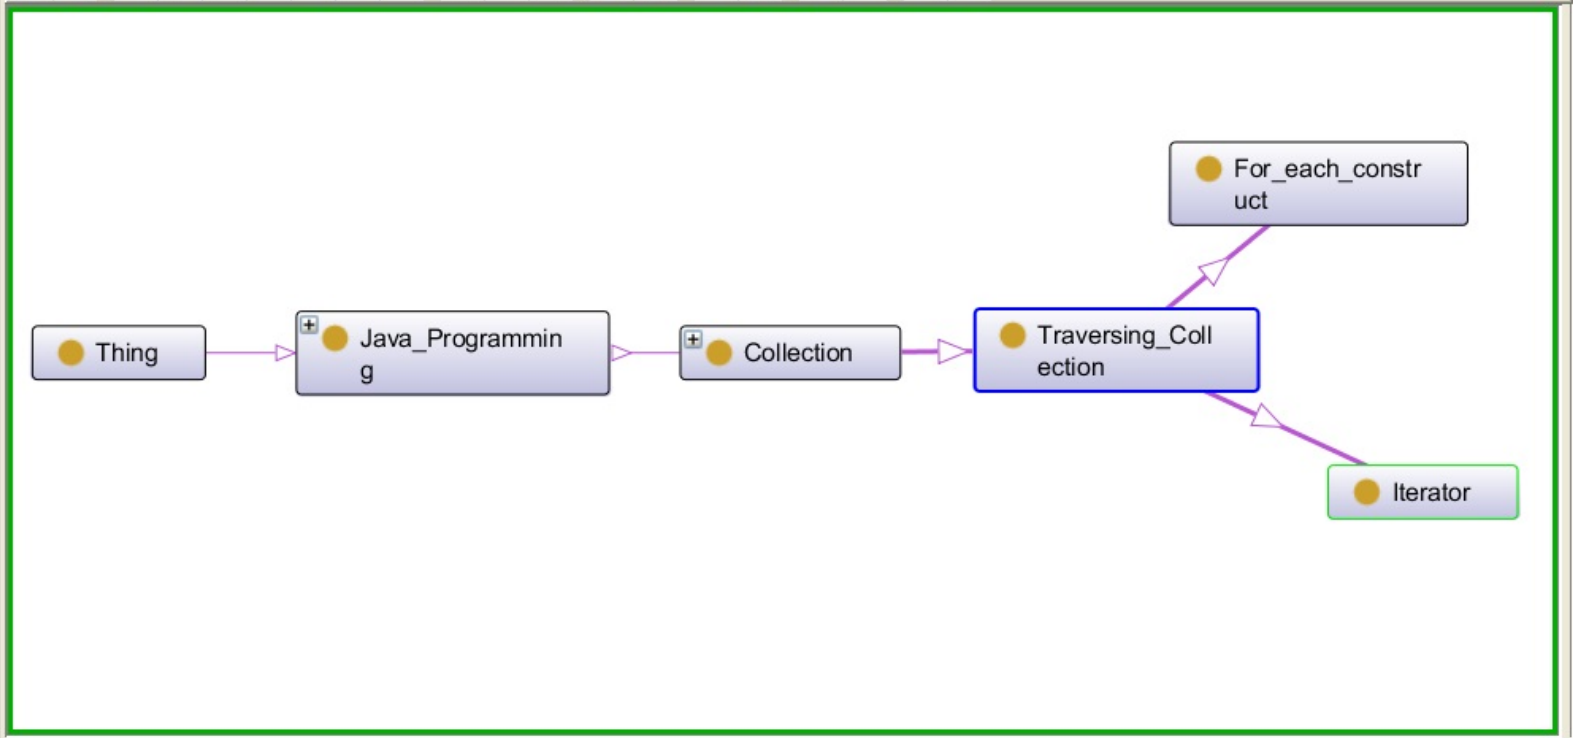 For_each_constr
uct
Thing
Java_Programmin
g
Collection
Traversing_Coll
ection
Iterator